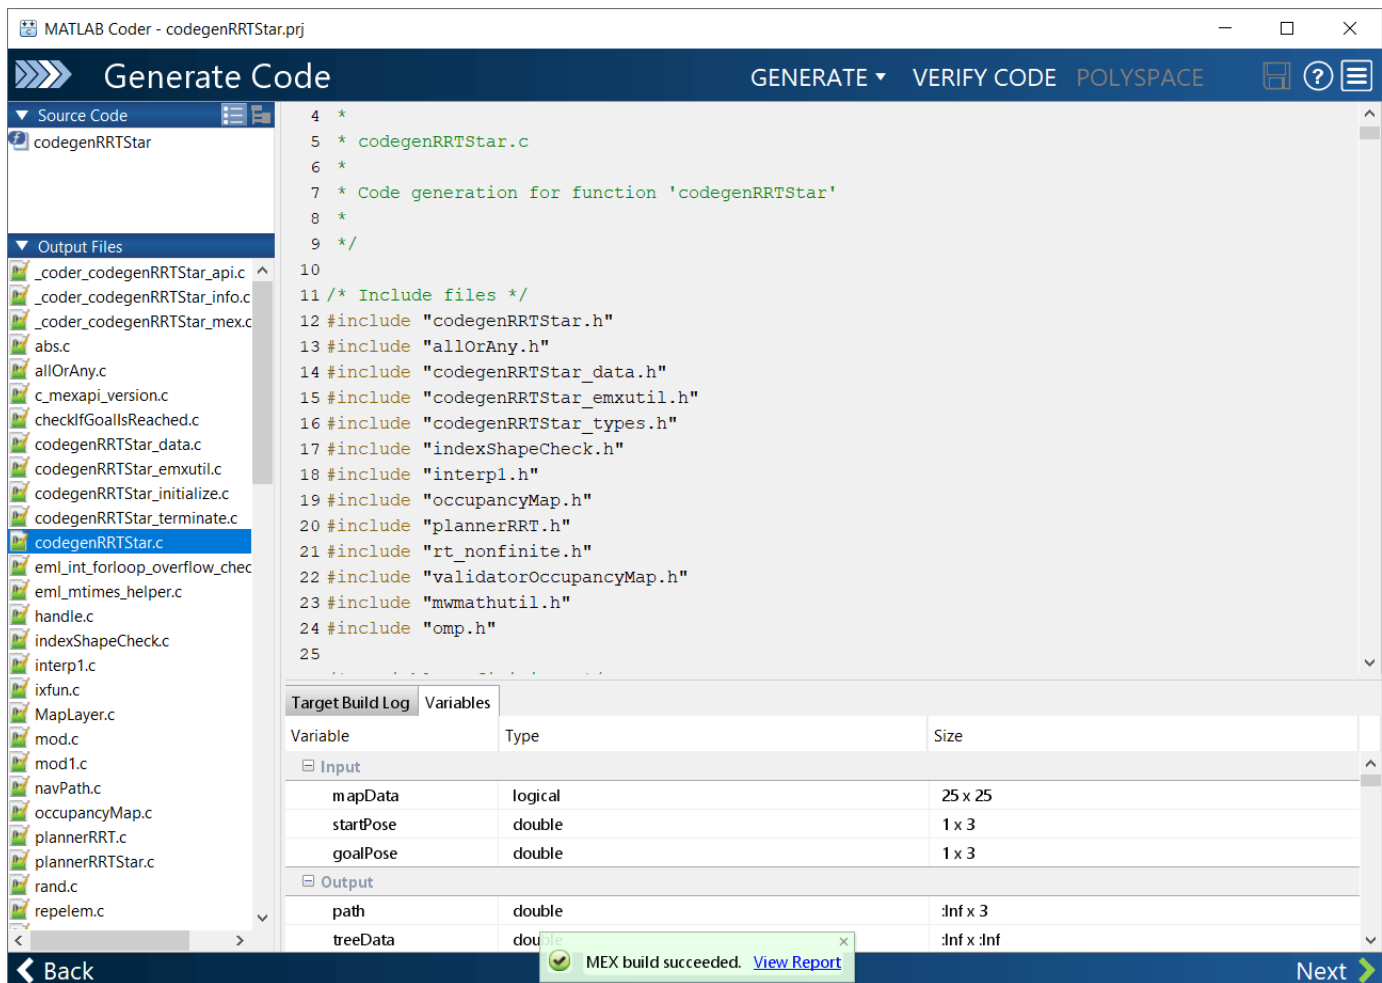 MATLAB Coder - codegenRRTStar.prj
Generate Code
GENERATE VERIFY CODE POLYSPACE
Source Code
codegenRRTStar
Output Files
_coder_codegenRRTStar_api.c
_coder_codegenRRTStar_info.c
_coder_codegenRRTStar_mex.c
abs.c
allOrAny.c
c_mexapi_version.c
checkIfGoalIsReached.c
codegenRRTStar_data.c
codegenRRTStar_emxutil.c
codegenRRTStar_initialize.c
codegenRRTStar_terminate.c
codegenRRTStar.c
eml_int_forloop_overflow_chec
eml_mtimes_helper.c
handle.c
indexShapeCheck.c
interp1.c
ixfun.c
MapLayer.c
mod.c
mod1.c
navPath.c
occupancyMap.c
plannerRRT.c
plannerRRTStar.c
rand.c
repelem.c
4 *
5 * codegenRRTStar.c
6 *
7 * Code generation for function 'codegenRRTStar'
8 *
9 */
10
11 /* Include files */
12 #include "codegenRRTStar.h"
13 #include "allOrAny.h"
14 #include "codegenRRTStar_data.h"
15 #include "codegenRRTStar_emxutil.h"
16 #include "codegenRRTStar_types.h"
17 #include "indexShapeCheck.h"
18 #include "interp1.h"
19 #include "occupancyMap.h"
20 #include "plannerRRT.h"
21 #include "rt_nonfinite.h"
22 #include "validatorOccupancyMap.h"
23 #include "mwmathutil.h"
24 #include "omp.h"
25
Target Build Log Variables
Variable Type Size
Input
mapData logical 25 x 25
startPose double 1 x 3
goalPose double 1 x 3
Output
path double :Inf x 3
treeData double :Inf x :Inf
MEX build succeeded. View Report
Back
Next